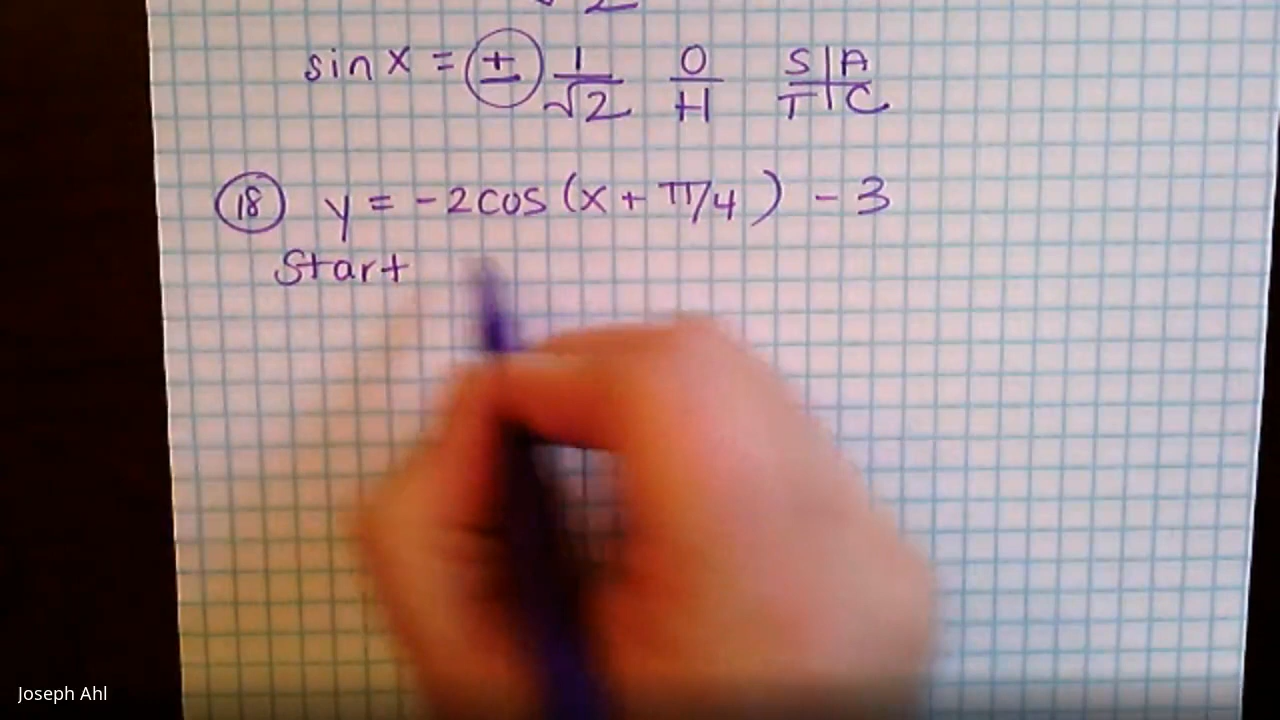 sin x = ± 1/√2 O/H S A T C
18 y = -2cos (x + π/4) - 3
Start
Joseph Ahl